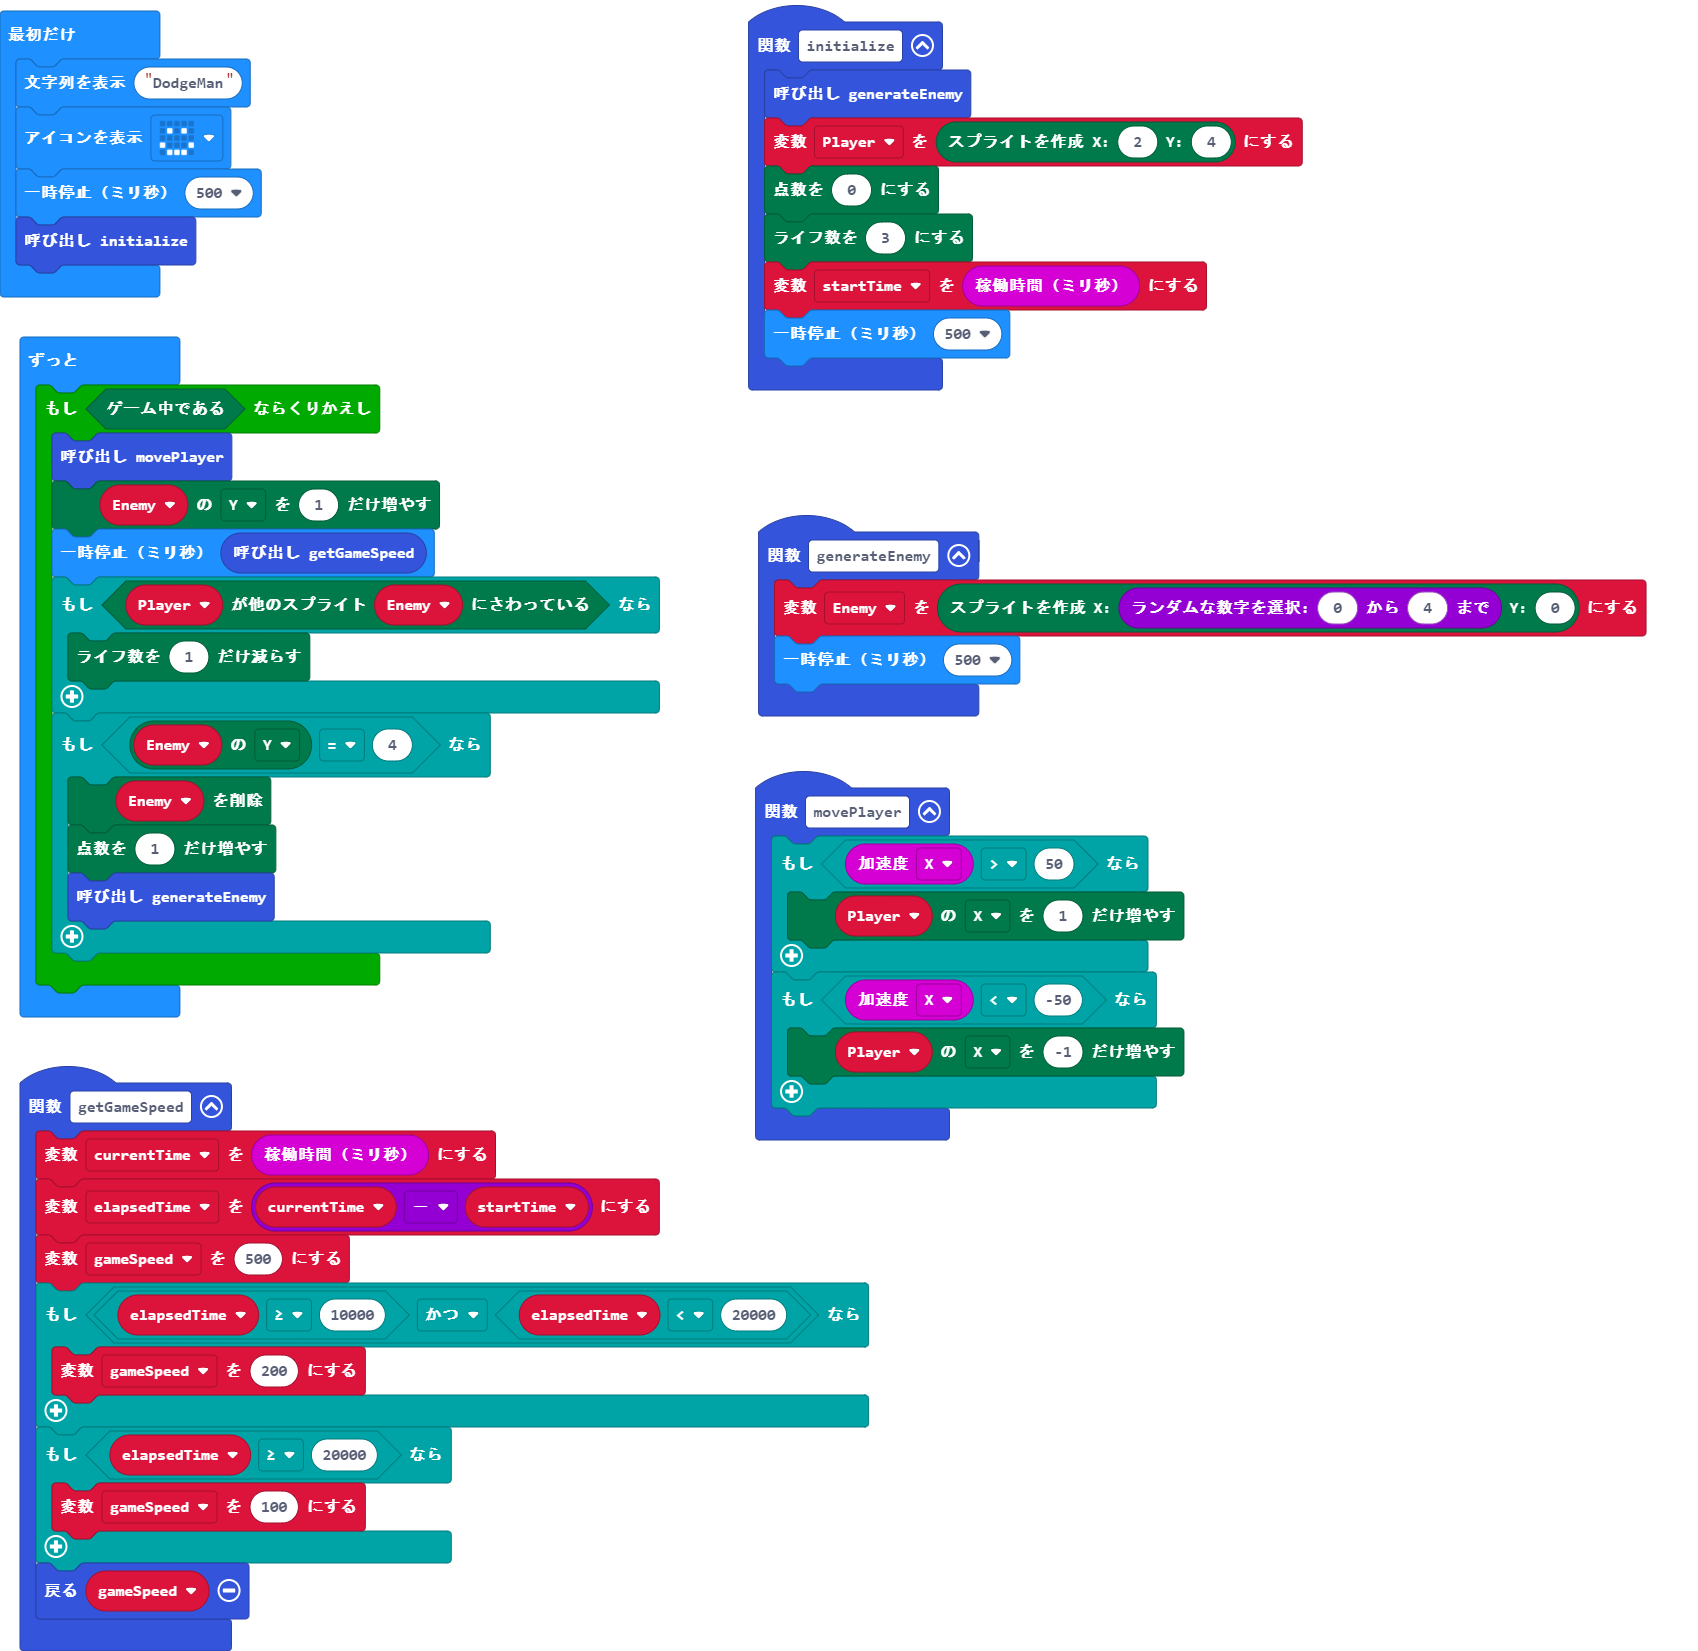 最初だけ
文字列を表示 "DodgeMan"
アイコンを表示
一時停止（ミリ秒） 500
呼び出し initialize
ずっと
もし ゲーム中である ならくりかえし
呼び出し movePlayer
Enemy の Y を 1 だけ増やす
一時停止（ミリ秒） 呼び出し getGameSpeed
もし Player が他のスプライト Enemy にさわっている なら
ライフ数を 1 だけ減らす
もし Enemy の Y = 4 なら
Enemy を削除
点数を 1 だけ増やす
呼び出し generateEnemy
関数 getGameSpeed
変数 currentTime を 稼働時間（ミリ秒） にする
変数 elapsedTime を currentTime － startTime にする
変数 gameSpeed を 500 にする
もし elapsedTime ≥ 10000 かつ elapsedTime < 20000 なら
変数 gameSpeed を 200 にする
もし elapsedTime ≥ 20000 なら
変数 gameSpeed を 100 にする
戻る gameSpeed
関数 initialize
呼び出し generateEnemy
変数 Player を スプライトを作成 X: 2 Y: 4 にする
点数を 0 にする
ライフ数を 3 にする
変数 startTime を 稼働時間（ミリ秒） にする
一時停止（ミリ秒） 500
関数 generateEnemy
変数 Enemy を スプライトを作成 X: ランダムな数字を選択: 0 から 4 まで Y: 0 にする
一時停止（ミリ秒） 500
関数 movePlayer
もし 加速度 X > 50 なら
Player の X を 1 だけ増やす
もし 加速度 X < -50 なら
Player の X を -1 だけ増やす